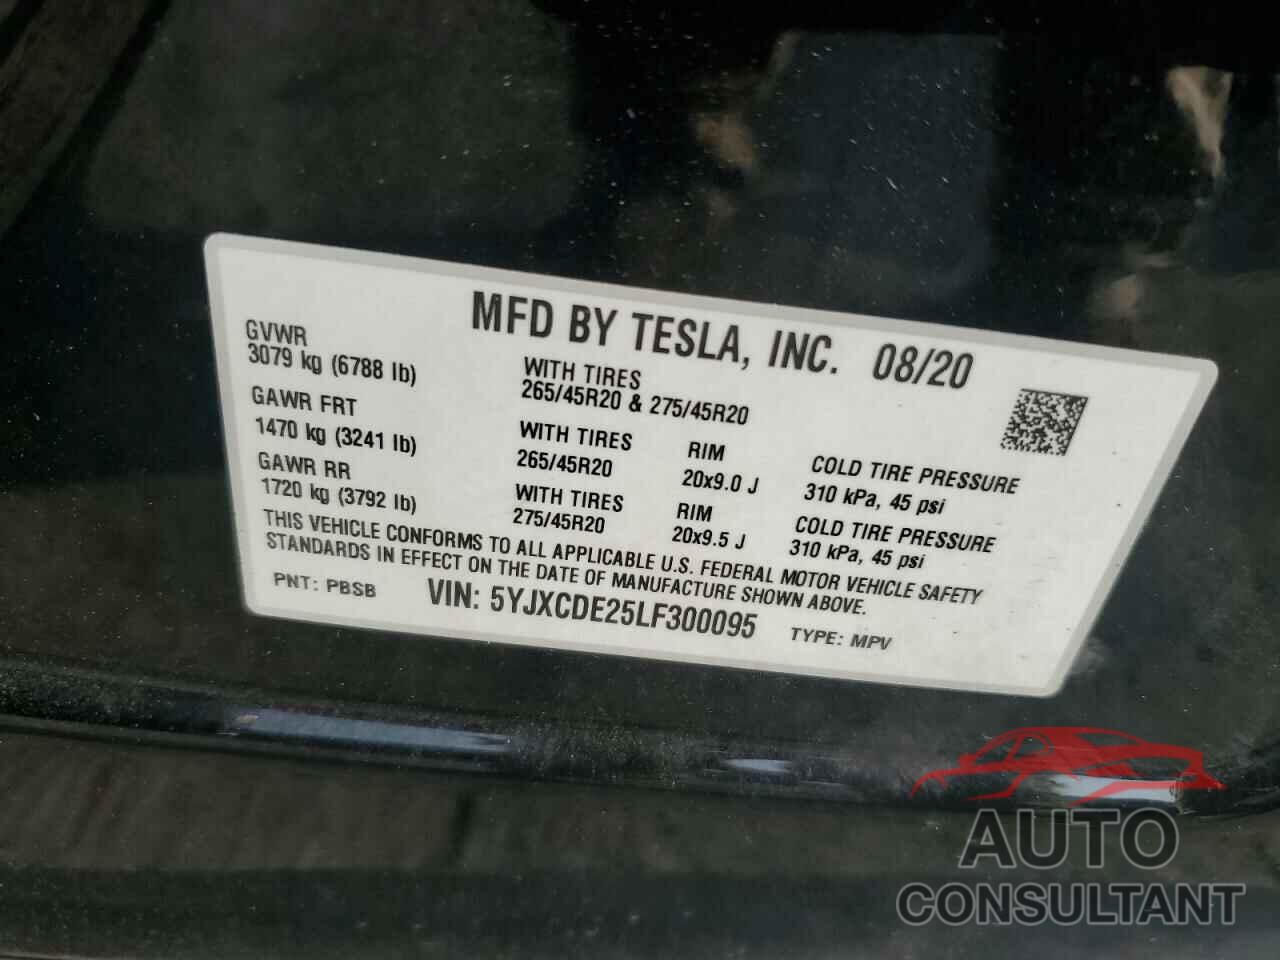 MFD BY TESLA, INC. 08/20
GVWR
3079 kg (6788 lb)
WITH TIRES
265/45R20 & 275/45R20
GAWR FRT
1470 kg (3241 lb)
WITH TIRES
265/45R20
RIM
20x9.0 J
COLD TIRE PRESSURE
310 kPa, 45 psi
GAWR RR
1720 kg (3792 lb)
WITH TIRES
275/45R20
RIM
20x9.5 J
COLD TIRE PRESSURE
310 kPa, 45 psi
THIS VEHICLE CONFORMS TO ALL APPLICABLE U.S. FEDERAL MOTOR VEHICLE SAFETY
STANDARDS IN EFFECT ON THE DATE OF MANUFACTURE SHOWN ABOVE.
PNT: PBSB VIN: 5YJXCDE25LF300095 TYPE: MPV
AUTO
CONSULTANT